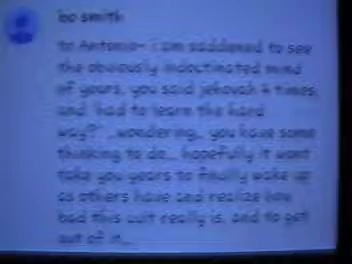 bo smith
to Antonio- i am saddened to see
the obviously indoctinated mind
of yours. you said jehovah 4 times,
and "had to learn the hard
way?" ..wondering.. you have some
thinking to do... hopefully it wont
take you years to finally wake up
as others have and realize how
bad this cult really is. and to get
out of it...